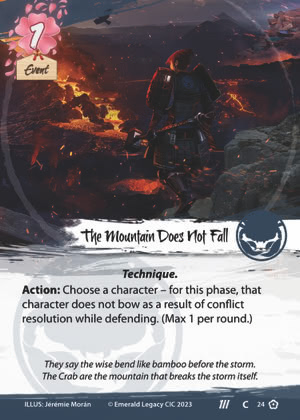 1
Event
The Mountain Does Not Fall
Technique.
Action: Choose a character – for this phase, that
character does not bow as a result of conflict
resolution while defending. (Max 1 per round.)
They say the wise bend like bamboo before the storm.
The Crab are the mountain that breaks the storm itself.
ILLUS: Jérémie Morán © Emerald Legacy CIC 2023 C 24